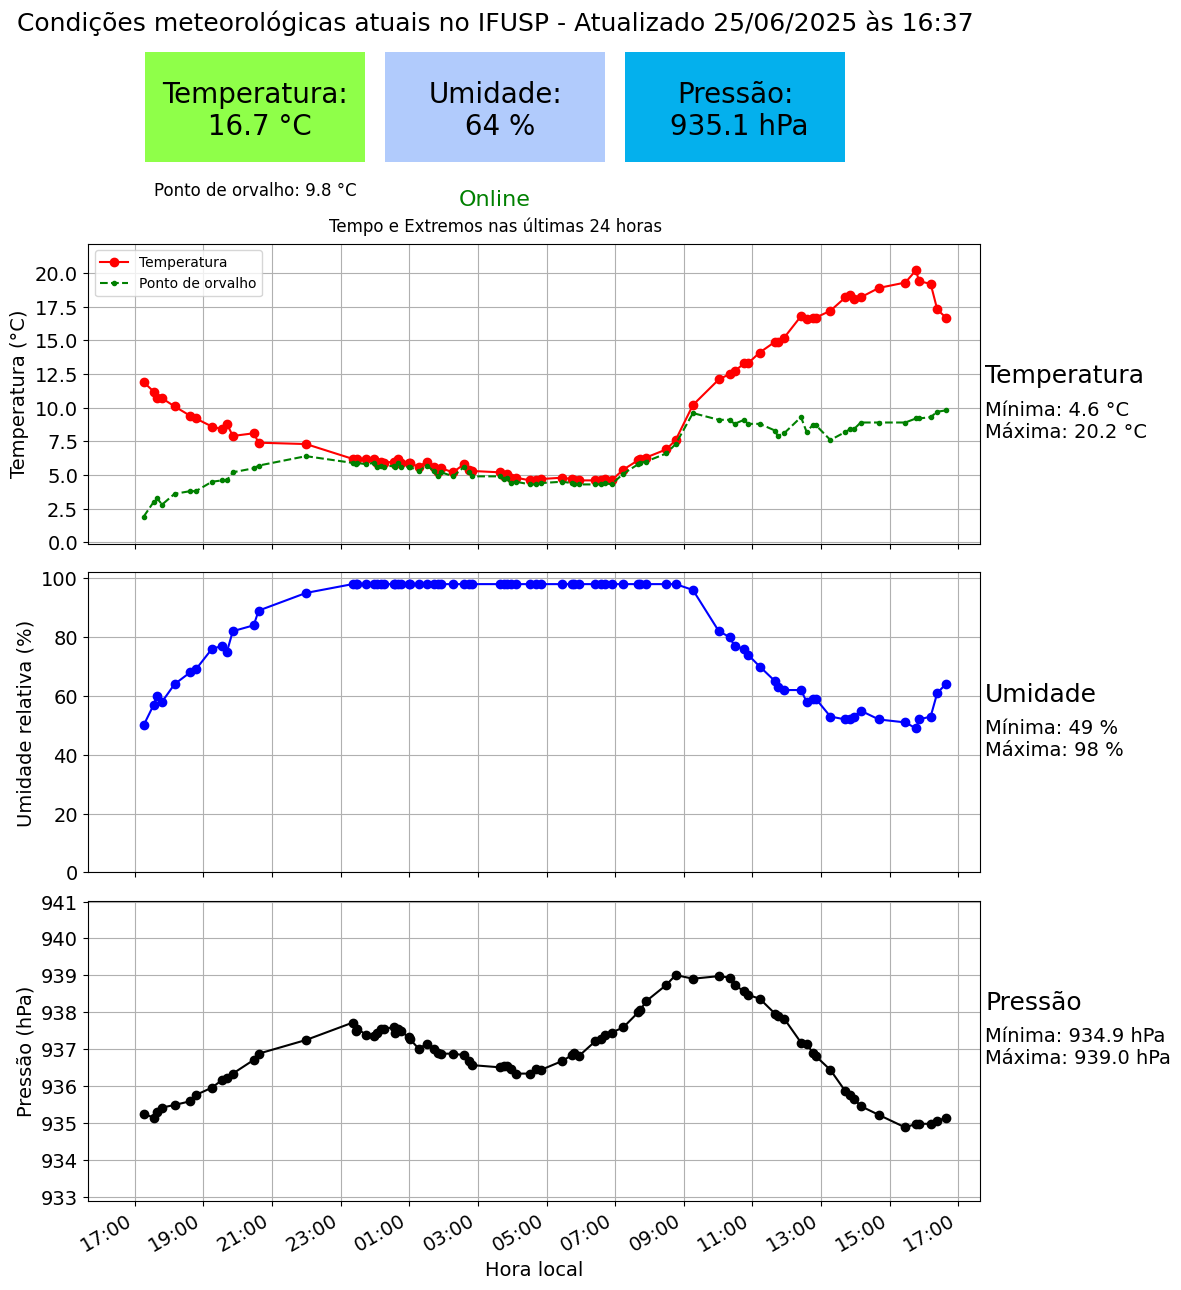 Condições meteorológicas atuais no IFUSP - Atualizado 25/06/2025 às 16:37
Temperatura:
16.7 °C
Umidade:
64 %
Pressão:
935.1 hPa
Ponto de orvalho: 9.8 °C
Online
Tempo e Extremos nas últimas 24 horas
Temperatura
Ponto de orvalho
Temperatura (°C)
20.0
17.5
15.0
12.5
10.0
7.5
5.0
2.5
0.0
Temperatura
Mínima: 4.6 °C
Máxima: 20.2 °C
Umidade relativa (%)
100
80
60
40
20
0
Umidade
Mínima: 49 %
Máxima: 98 %
Pressão (hPa)
941
940
939
938
937
936
935
934
933
Pressão
Mínima: 934.9 hPa
Máxima: 939.0 hPa
17:00 19:00 21:00 23:00 01:00 03:00 05:00 07:00 09:00 11:00 13:00 15:00 17:00
Hora local